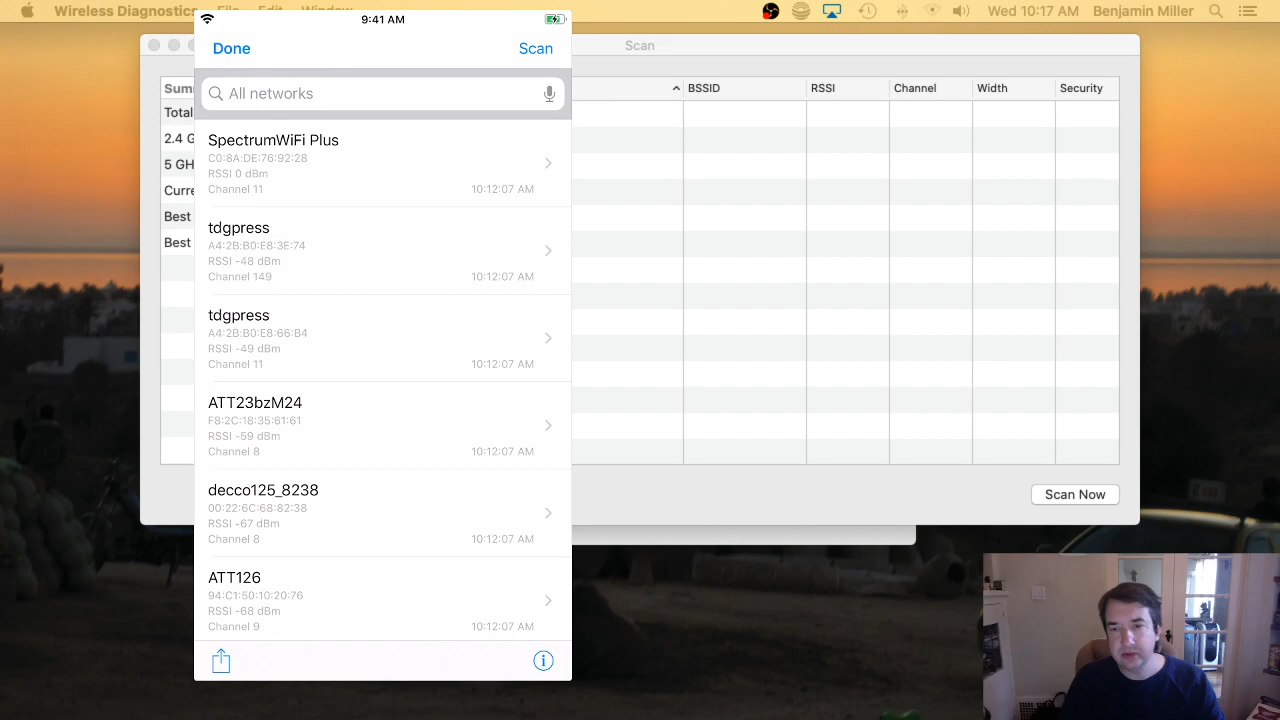 Wireless Diagnostics File Edit Window
Wed 10:17 AM Benjamin Miller
9:41 AM
Done
Scan
Scan
All networks
BSSID
RSSI
Channel
Width
Security
Total
2.4 G
5 GH
Curre
Best
Best
SpectrumWiFi Plus
C0:8A:DE:76:92:28
RSSI 0 dBm
Channel 11
10:12:07 AM
tdgpress
A4:2B:B0:E8:3E:74
RSSI -48 dBm
Channel 149
10:12:07 AM
tdgpress
A4:2B:B0:E8:66:B4
RSSI -49 dBm
Channel 11
10:12:07 AM
ATT23bzM24
F8:2C:18:35:61:61
RSSI -59 dBm
Channel 8
10:12:07 AM
decco125_8238
00:22:6C:68:82:38
RSSI -67 dBm
Channel 8
10:12:07 AM
ATT126
94:C1:50:10:20:76
RSSI -68 dBm
Channel 9
10:12:07 AM
Scan Now